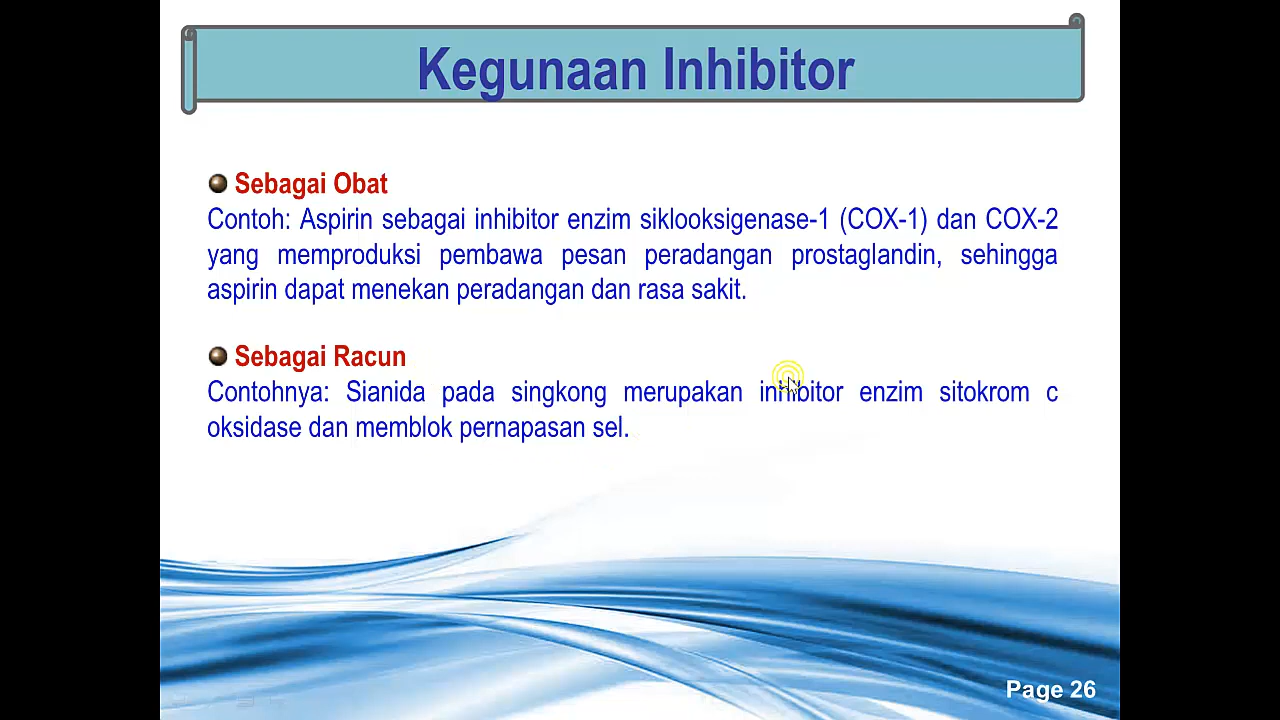 Kegunaan Inhibitor
Sebagai Obat
Contoh: Aspirin sebagai inhibitor enzim siklooksigenase-1 (COX-1) dan COX-2
yang memproduksi pembawa pesan peradangan prostaglandin, sehingga
aspirin dapat menekan peradangan dan rasa sakit.
Sebagai Racun
Contohnya: Sianida pada singkong merupakan inhibitor enzim sitokrom c
oksidase dan memblok pernapasan sel.
Page 26